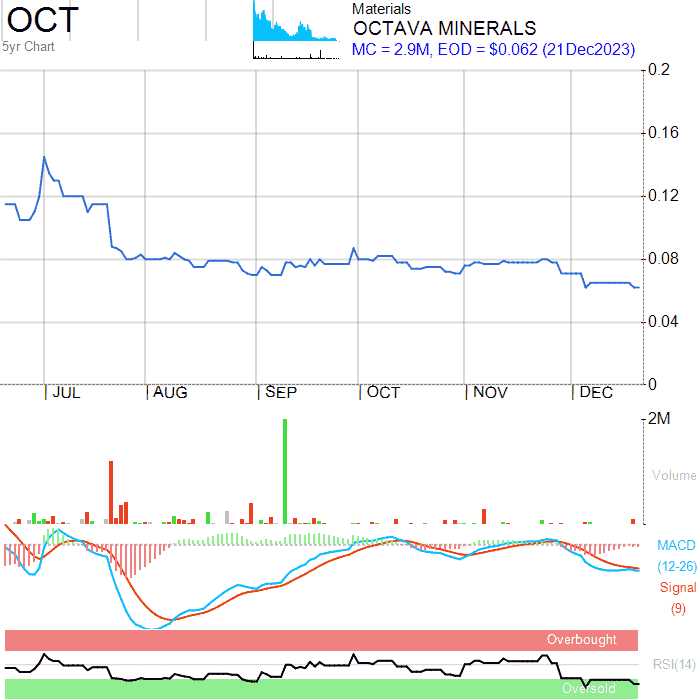 OCT
5yr Chart
Materials
OCTAVA MINERALS
MC = 2.9M, EOD = $0.062 (21Dec2023)
0.2
0.16
0.12
0.08
0.04
0
JUL AUG SEP OCT NOV DEC
2M
Volume
MACD
(12-26)
Signal
(9)
Overbought
RSI(14)
Oversold